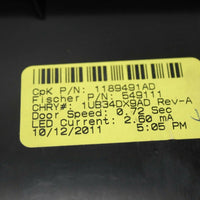 CpK P/N: 1189491AD
Fischer P/N: 549111
CHRY#: 1UB34DX9AD Rev-A
Door Speed: 0.72 Sec
LED Current: 2.60 mA
10/12/2011 5:05 PM